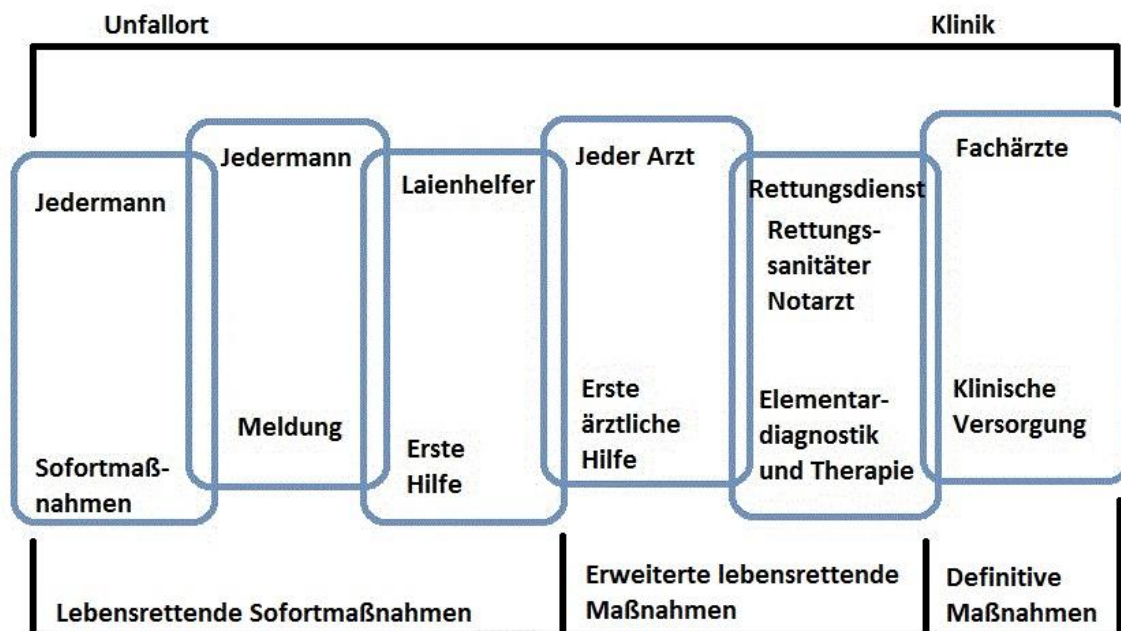 Unfallort
Klinik
Jedermann
Sofortmaß-
nahmen
Jedermann
Meldung
Laienhelfer
Erste
Hilfe
Jeder Arzt
Erste
ärztliche
Hilfe
Rettungsdienst
Rettungs-
sanitäter
Notarzt
Elementar-
diagnostik
und Therapie
Fachärzte
Klinische
Versorgung
Lebensrettende Sofortmaßnahmen
Erweiterte lebensrettende
Maßnahmen
Definitive
Maßnahmen